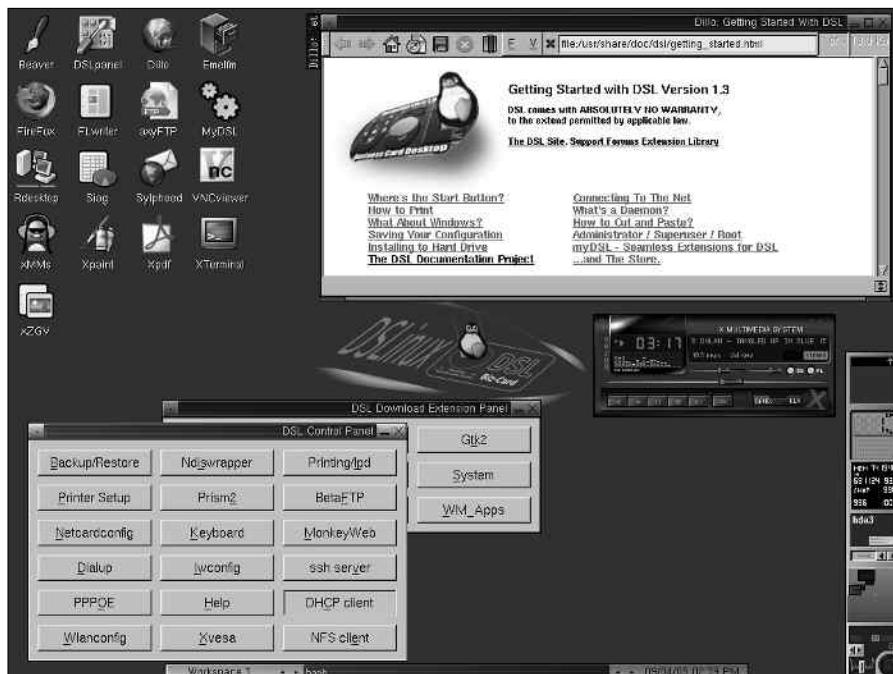 Beaver
DSLpanel
Dillo
Emelfm
FireFox
FLwriter
axyFTP
MyDSL
Rdesktop
Siag
Sylpheed
VNCviewer
xMMs
Xpaint
Xpdf
XTerminal
xZGV
Dillo: Getting Started With DSL
file:/usr/share/doc/dsl/getting_started.html
Getting Started with DSL Version 1.3
DSL comes with ABSOLUTELY NO WARRANTY,
to the extend permitted by applicable law.
The DSL Site, Support Forums Extension Library
Where's the Start Button?
How to Print
What About Windows?
Saving Your Configuration
Installing to Hard Drive
The DSL Documentation Project
Connecting To The Net
What's a Daemon?
How to Cut and Paste?
Administrator / Superuser / Root
myDSL - Seamless Extensions for DSL
...and The Store.
Business Card Desktop
DSLinux
DSL
X MULTIMEDIA SYSTEM
03:17
DSL Download Extension Panel
Gtk2
System
WM_Apps
DSL Control Panel
Backup/Restore
Ndiswrapper
Printing/lpd
Printer Setup
Prism2
BetaFTP
Netcardconfig
Keyboard
MonkeyWeb
Dialup
Iwconfig
ssh server
PPPOE
Help
DHCP client
Wlanconfig
Xvesa
NFS client
hda3
Workspace 1
bash